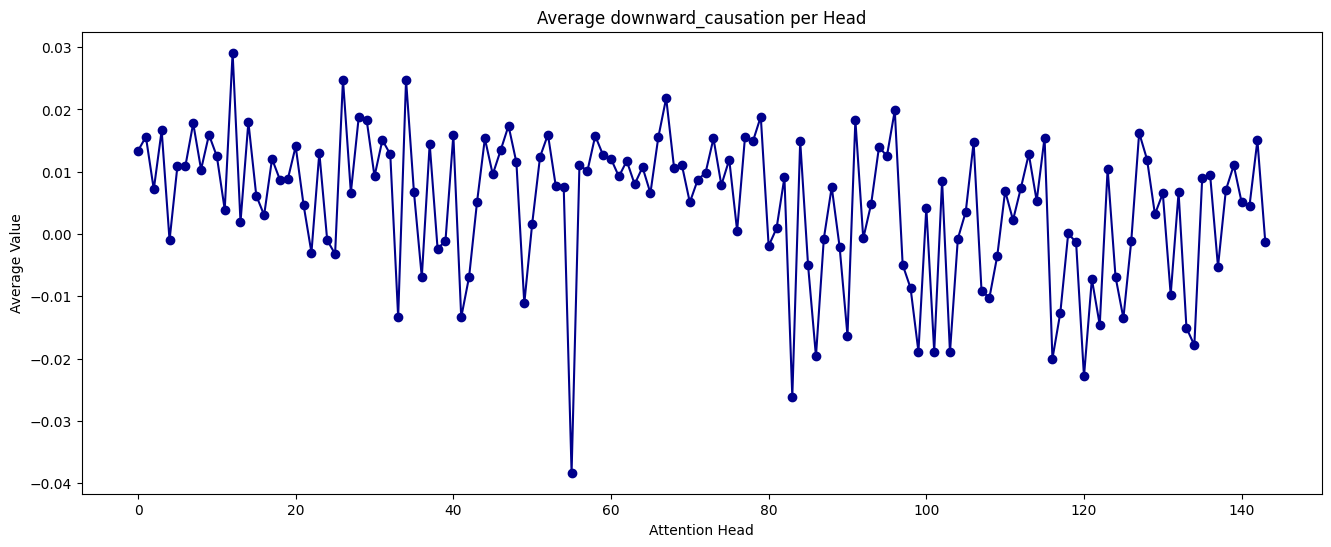 Average downward_causation per Head
Average Value
0.03
0.02
0.01
0.00
−0.01
−0.02
−0.03
−0.04
0 20 40 60 80 100 120 140
Attention Head